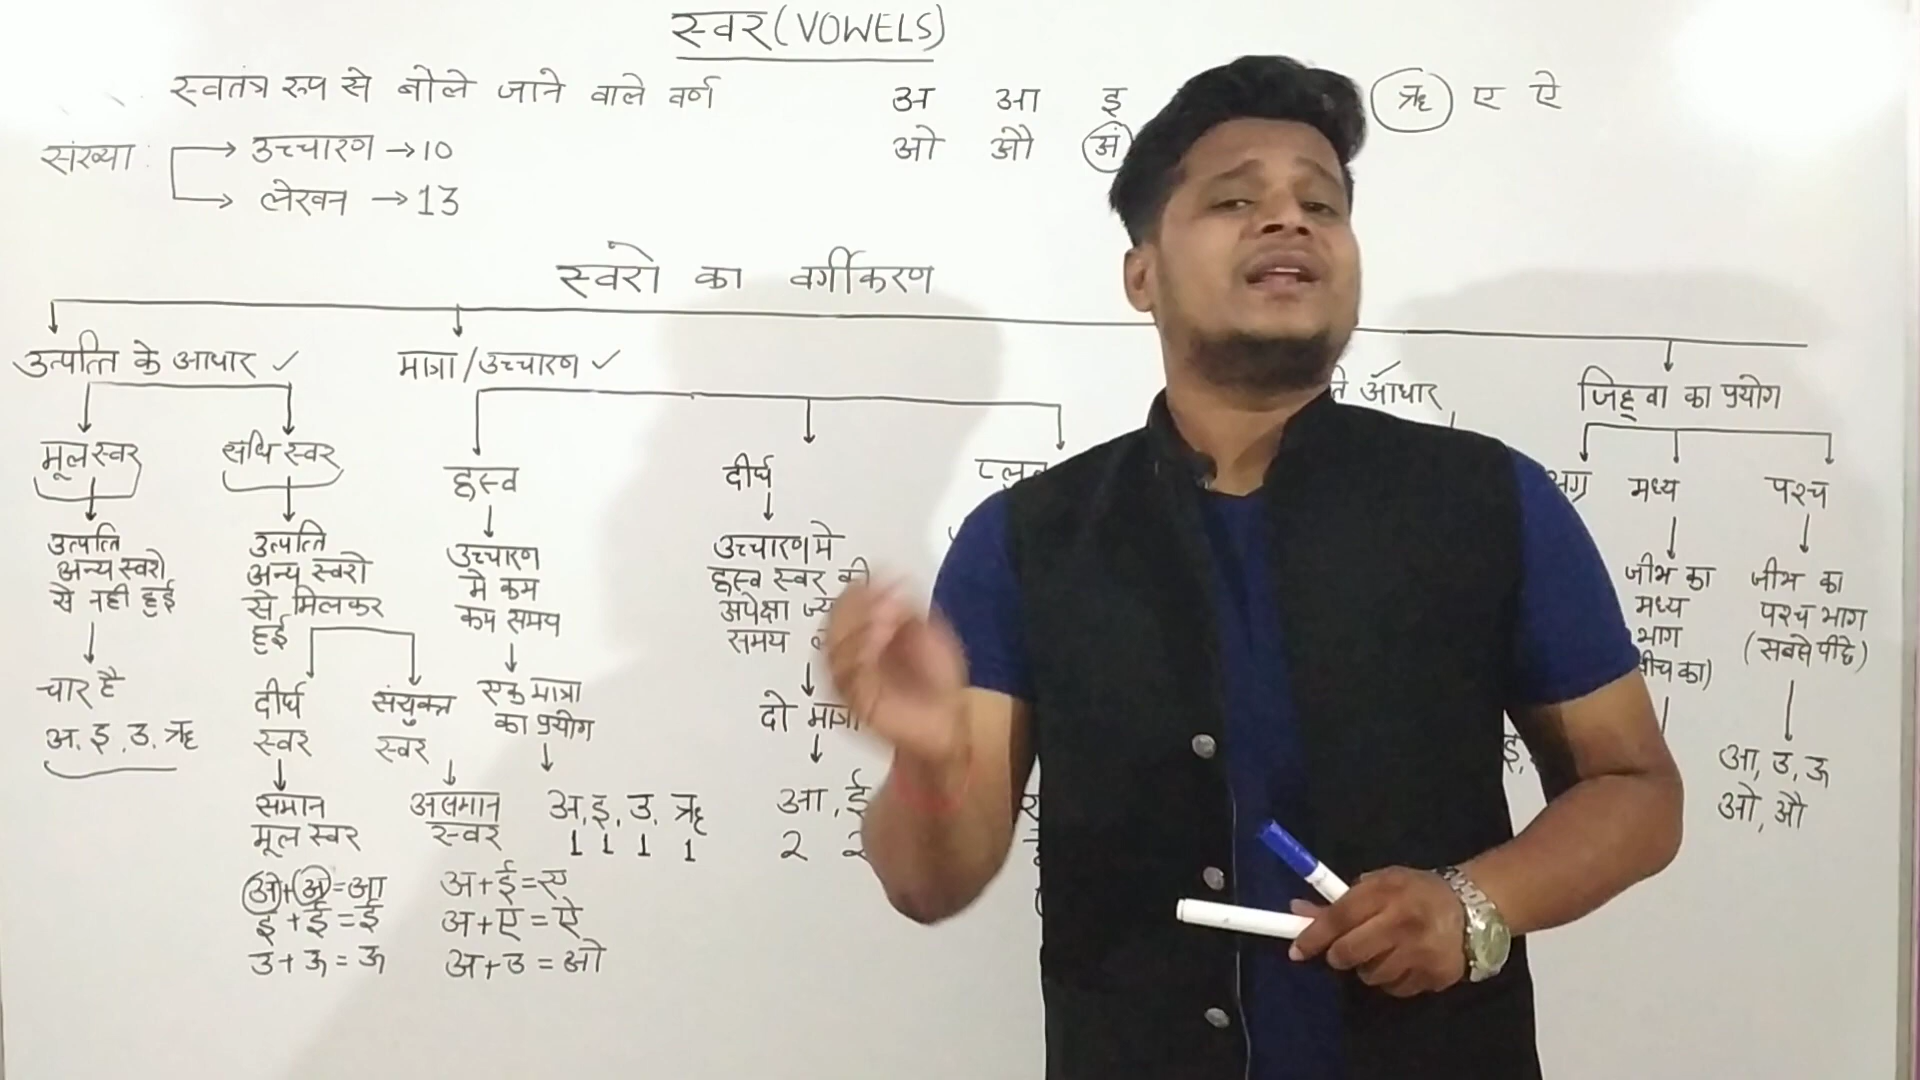 स्वर (VOWELS)
स्वतंत्र रुप से बोले जाने वाले वर्ण
अ आ इ ऋ ए ऐ
ओ औ अं
संख्या
उच्चारण → 10
लेखन → 13
स्वरो का वर्गीकरण
उत्पत्ति के आधार ✓
मूल स्वर
उत्पति
अन्य स्वरो
से नही हुई
चार है
अ, इ, उ, ऋ
संधि स्वर
उत्पति
अन्य स्वरो
से मिलकर
हुई
दीर्घ
स्वर
समान
मूल स्वर
अ + अ = आ
इ + ई = ई
उ + ऊ = ऊ
संयुक्त
स्वर
असमान
स्वर
अ + ई = ए
अ + ए = ऐ
अ + उ = ओ
मात्रा / उच्चारण ✓
ह्रस्व
उच्चारण
मे कम
कम समय
एक मात्रा
का प्रयोग
अ, इ, उ, ऋ
1 1 1 1
दीर्घ
उच्चारण मे
ह्रस्व स्वर
अपेक्षा
समय
दो मात्रा
आ, ई
2 2
आधार
जिह्वा का प्रयोग
अग्र
मध्य
जीभ का
मध्य
भाग
पश्च
जीभ का
पश्च भाग
(सबसे पीछे)
आ, उ, ऊ
ओ, औ